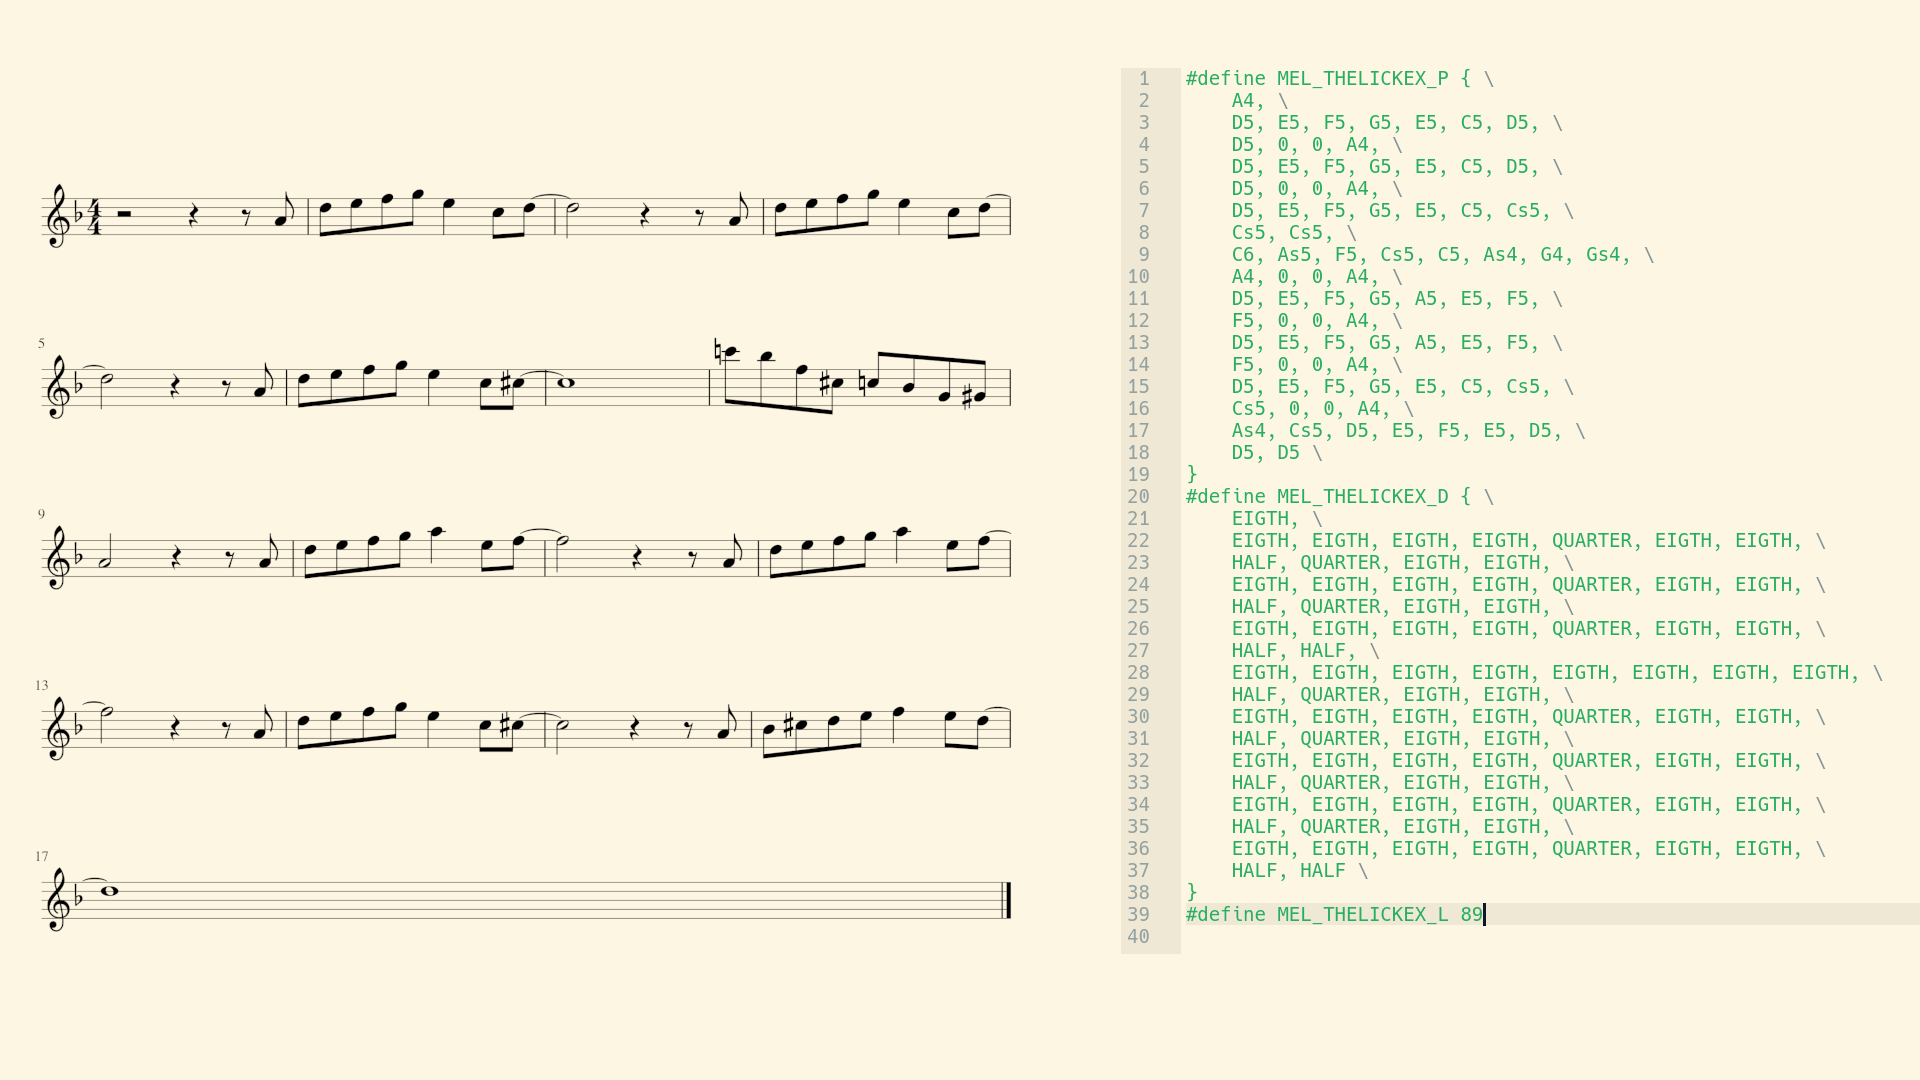 4
4
5
9
13
17
1 #define MEL_THELICKEX_P { \
2 A4, \
3 D5, E5, F5, G5, E5, C5, D5, \
4 D5, 0, 0, A4, \
5 D5, E5, F5, G5, E5, C5, D5, \
6 D5, 0, 0, A4, \
7 D5, E5, F5, G5, E5, C5, Cs5, \
8 Cs5, Cs5, \
9 C6, As5, F5, Cs5, C5, As4, G4, Gs4, \
10 A4, 0, 0, A4, \
11 D5, E5, F5, G5, A5, E5, F5, \
12 F5, 0, 0, A4, \
13 D5, E5, F5, G5, A5, E5, F5, \
14 F5, 0, 0, A4, \
15 D5, E5, F5, G5, E5, C5, Cs5, \
16 Cs5, 0, 0, A4, \
17 As4, Cs5, D5, E5, F5, E5, D5, \
18 D5, D5 \
19 }
20 #define MEL_THELICKEX_D { \
21 EIGTH, \
22 EIGTH, EIGTH, EIGTH, EIGTH, QUARTER, EIGTH, EIGTH, \
23 HALF, QUARTER, EIGTH, EIGTH, \
24 EIGTH, EIGTH, EIGTH, EIGTH, QUARTER, EIGTH, EIGTH, \
25 HALF, QUARTER, EIGTH, EIGTH, \
26 EIGTH, EIGTH, EIGTH, EIGTH, QUARTER, EIGTH, EIGTH, \
27 HALF, HALF, \
28 EIGTH, EIGTH, EIGTH, EIGTH, EIGTH, EIGTH, EIGTH, EIGTH, \
29 HALF, QUARTER, EIGTH, EIGTH, \
30 EIGTH, EIGTH, EIGTH, EIGTH, QUARTER, EIGTH, EIGTH, \
31 HALF, QUARTER, EIGTH, EIGTH, \
32 EIGTH, EIGTH, EIGTH, EIGTH, QUARTER, EIGTH, EIGTH, \
33 HALF, QUARTER, EIGTH, EIGTH, \
34 EIGTH, EIGTH, EIGTH, EIGTH, QUARTER, EIGTH, EIGTH, \
35 HALF, QUARTER, EIGTH, EIGTH, \
36 EIGTH, EIGTH, EIGTH, EIGTH, QUARTER, EIGTH, EIGTH, \
37 HALF, HALF \
38 }
39 #define MEL_THELICKEX_L 89
40